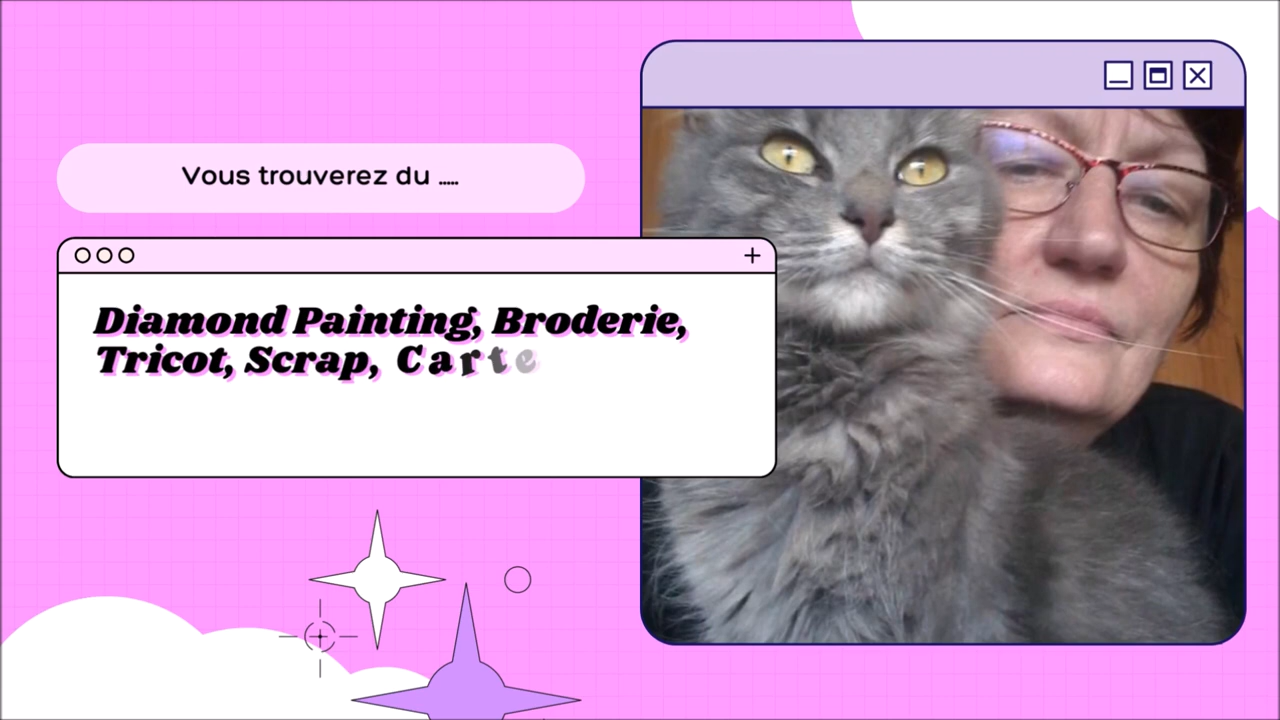 Vous trouverez du .....
Diamond Painting, Broderie,
Tricot, Scrap, Carte